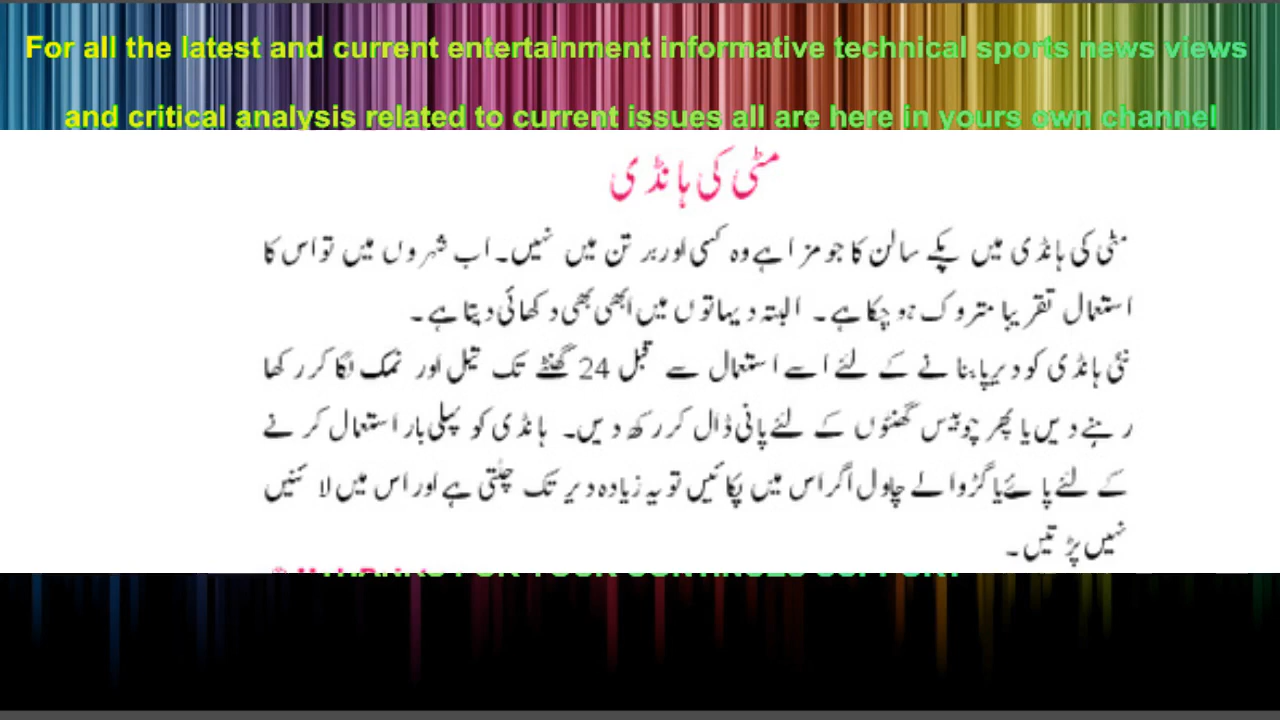 For all the latest and current entertainment informative technical sports news views
and critical analysis related to current issues all are here in yours own channel
مٹی کی ہانڈی
مٹی کی ہانڈی میں پکے سالن کا جو مزا ہے وہ کسی اور برتن میں نہیں۔ اب شہروں میں تو اس کا
استعمال تقریبا متروک ہو چکا ہے۔ البتہ دیہاتوں میں ابھی بھی دکھائی دیتا ہے۔
نئی ہانڈی کو دیرپا بنانے کے لئے اسے استعمال سے قبل 24 گھنٹے تک تیل اور نمک لگا کر رکھا
رہنے دیں یا پھر چوبیس گھنٹوں کے لئے پانی ڈال کر رکھ دیں۔ ہانڈی کو پہلی بار استعمال کرنے
کے لئے پائے یا گڑ والے چاول اگر اس میں پکائیں تو یہ زیادہ دیر تک چلتی ہے اور اس میں لائنیں
نہیں پڑتیں۔
FOR YOUR CONTINUES SUPPORT